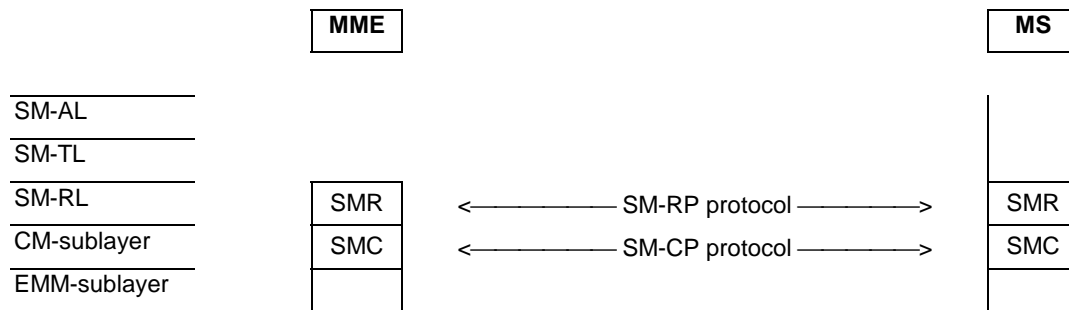 MME MS
SM-AL
SM-TL
SM-RL SMR <—————— SM-RP protocol ——————> SMR
CM-sublayer SMC <—————— SM-CP protocol ——————> SMC
EMM-sublayer